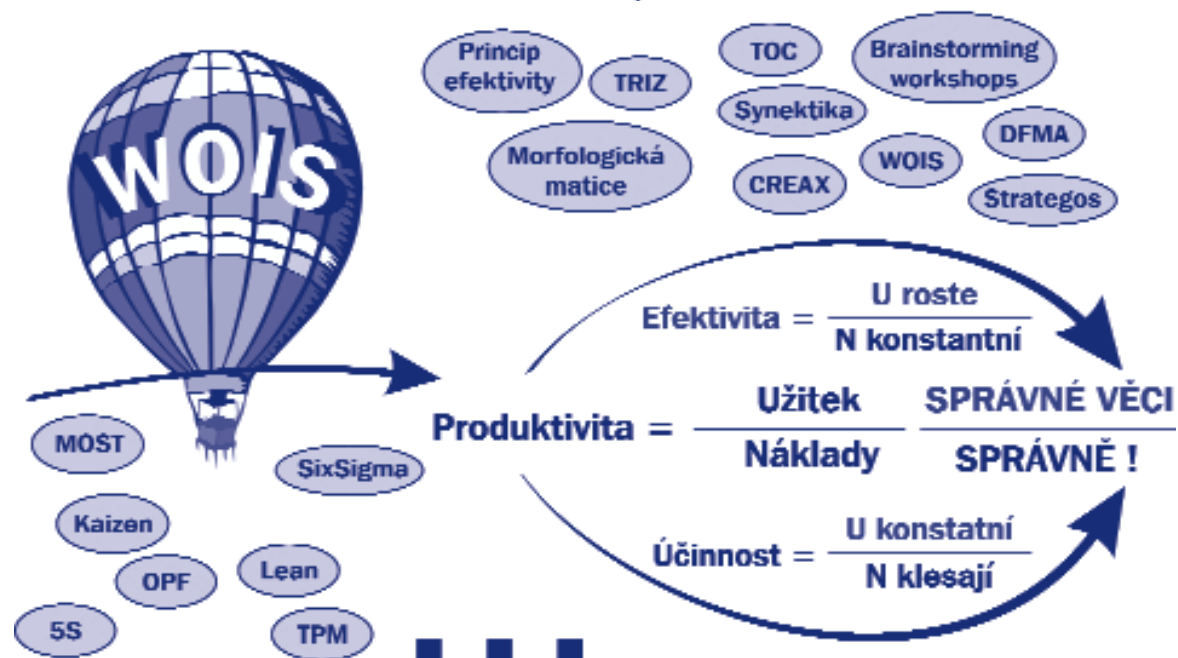 WOIS
Princip
efektivity
TRIZ
TOC
Brainstorming
workshops
Synektika
DFMA
Morfologická
matice
CREAX
WOIS
Strategos
Efektivita = U roste
N konstantní
Produktivita = Užitek
Náklady
SPRÁVNÉ VĚCI
SPRÁVNĚ !
Účinnost = U konstatní
N klesají
MOST
SixSigma
Kaizen
OPF
Lean
5S
TPM